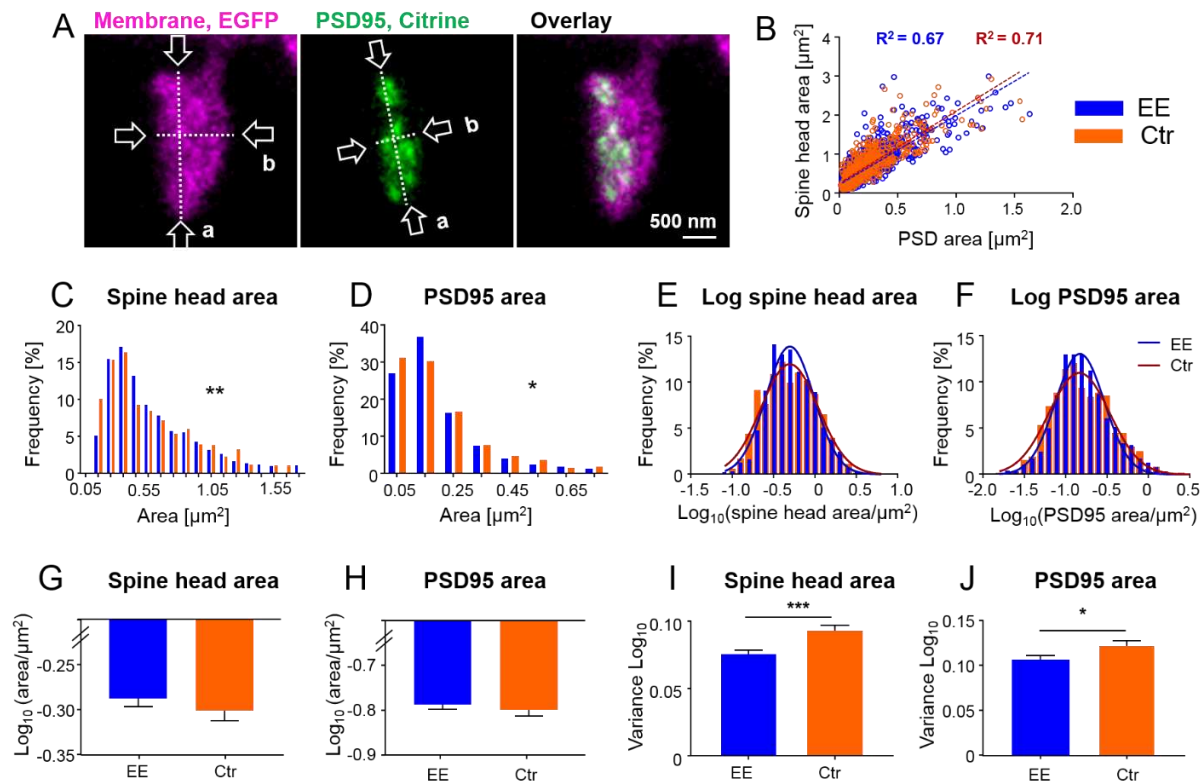 A
Membrane, EGFP
PSD95, Citrine
Overlay
a
b
a
b
500 nm
B
R² = 0.67
R² = 0.71
Spine head area [µm²]
4
3
2
1
0
0
0.5
1.0
1.5
2.0
PSD area [µm²]
EE
Ctr
C
Spine head area
Frequency [%]
20
15
10
5
0
**
0.05
0.55
1.05
1.55
Area [µm²]
D
PSD95 area
Frequency [%]
40
30
20
10
0
*
0.05
0.25
0.45
0.65
Area [µm²]
E
Log spine head area
Frequency [%]
15
10
5
0
-1.5
-1.0
-0.5
0
0.5
1.0
Log₁₀(spine head area/µm²)
F
Log PSD95 area
Frequency [%]
15
10
5
0
EE
Ctr
-2.0
-1.5
-1.0
-0.5
0.0
0.5
Log₁₀(PSD95 area/µm²)
G
Spine head area
Log₁₀ (area/µm²)
-0.25
-0.30
-0.35
EE
Ctr
H
PSD95 area
Log₁₀ (area/µm²)
-0.7
-0.8
-0.9
EE
Ctr
I
Spine head area
Variance Log₁₀
0.10
0.05
0
***
EE
Ctr
J
PSD95 area
Variance Log₁₀
0.15
0.10
0.05
0
*
EE
Ctr